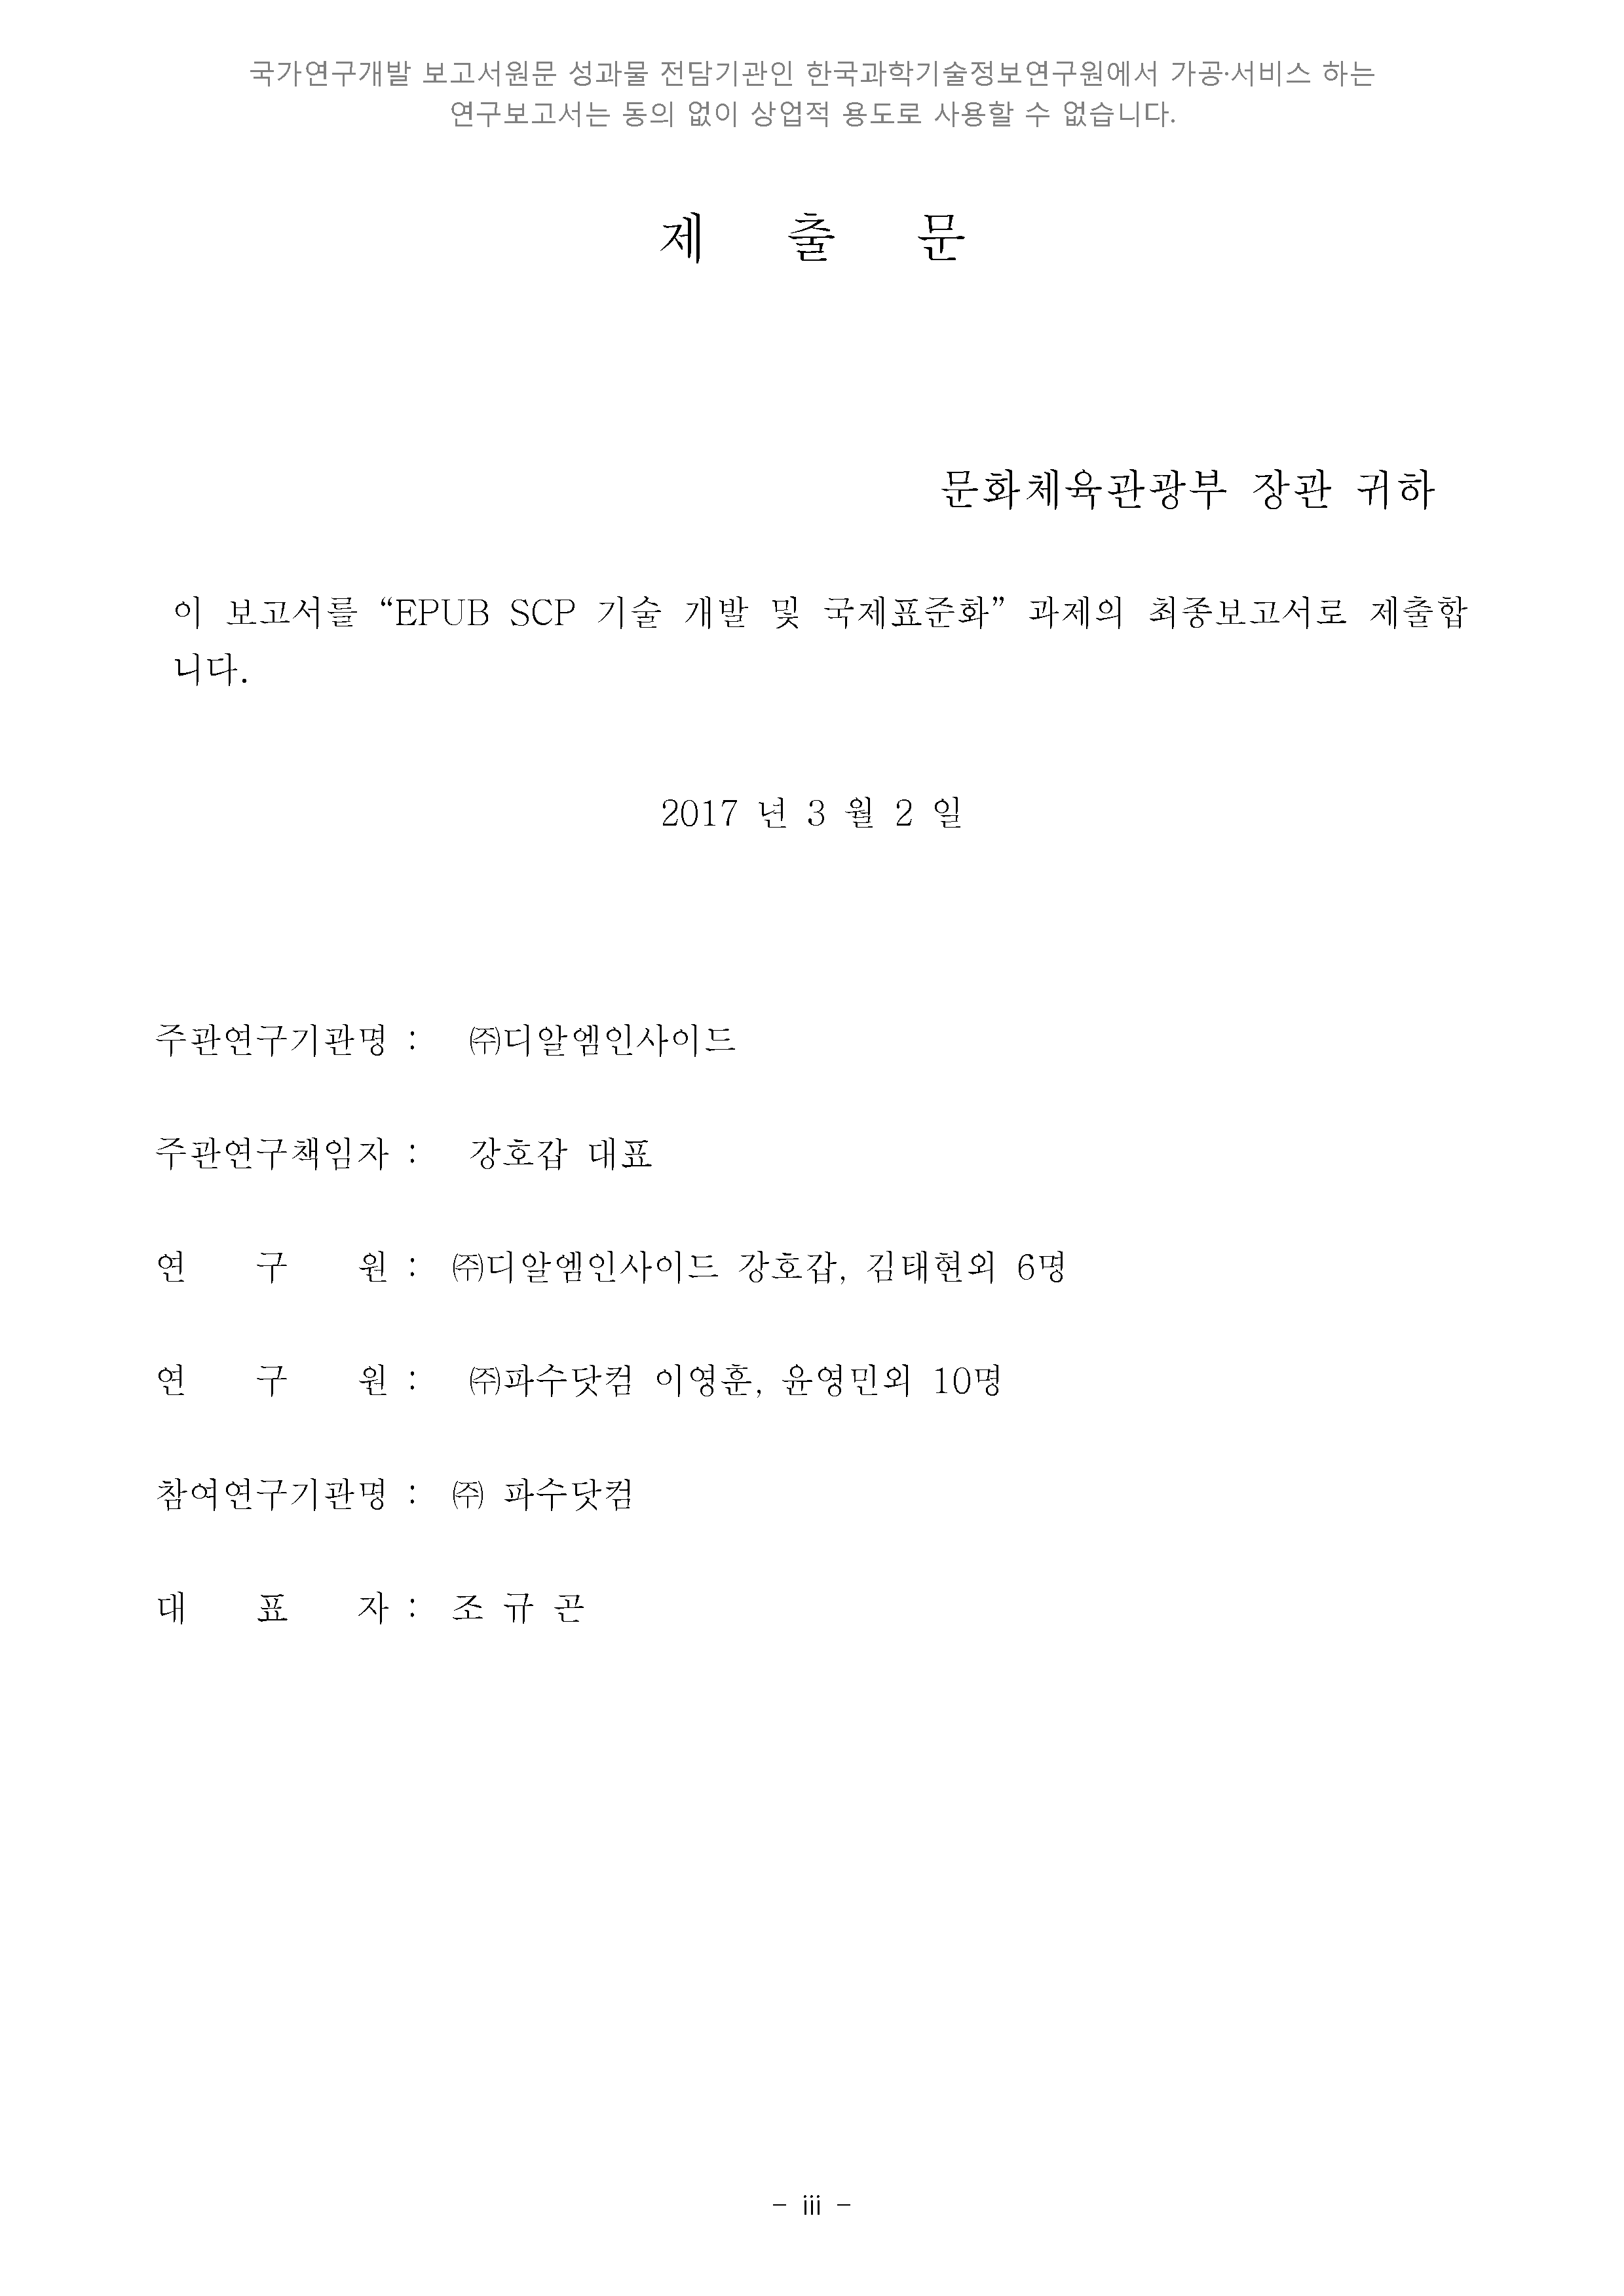 국가연구개발 보고서원문 성과물 전담기관인 한국과학기술정보연구원에서 가공·서비스 하는
연구보고서는 동의 없이 상업적 용도로 사용할 수 없습니다.
제 출 문
문화체육관광부 장관 귀하
이 보고서를 “EPUB SCP 기술 개발 및 국제표준화” 과제의 최종보고서로 제출합
니다.
2017 년 3 월 2 일
주관연구기관명 : ㈜디알엠인사이드
주관연구책임자 : 강호갑 대표
연 구 원 : ㈜디알엠인사이드 강호갑, 김태현외 6명
연 구 원 : ㈜파수닷컴 이영훈, 윤영민외 10명
참여연구기관명 : ㈜ 파수닷컴
대 표 자 : 조 규 곤
- iii -